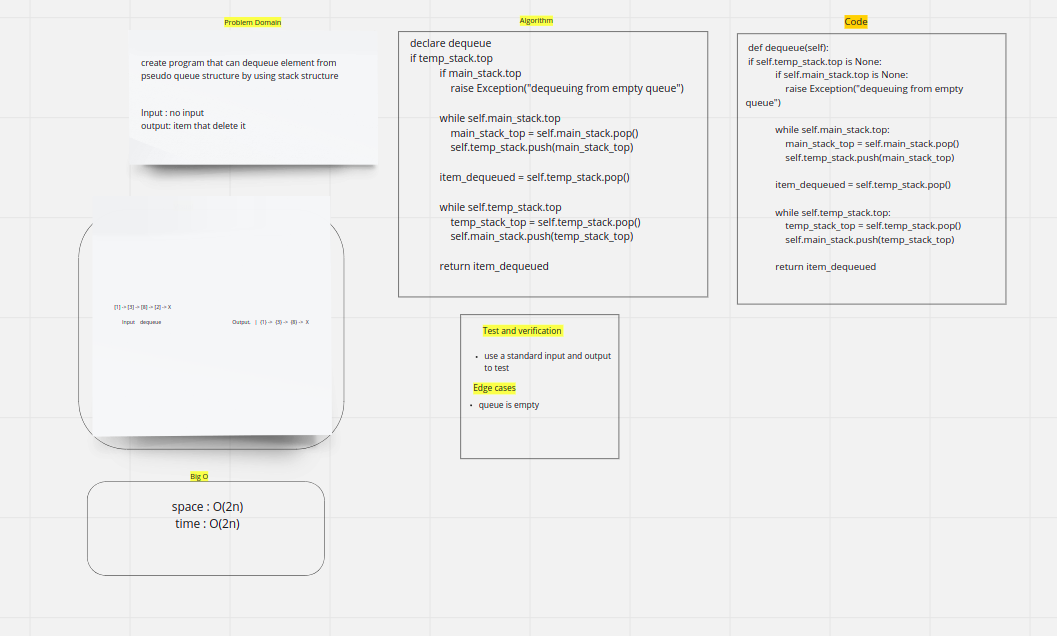 Problem Domain
create program that can dequeue element from
pseudo queue structure by using stack structure
Input : no input
output: item that delete it
[1] -> [3] -> [8] -> [2] -> X
Input dequeue
Output. | {1} -> {3} -> {8} -> X
Big O
space : O(2n)
time : O(2n)
Algorithm
declare dequeue
if temp_stack.top
if main_stack.top
raise Exception("dequeuing from empty queue")
while self.main_stack.top
main_stack_top = self.main_stack.pop()
self.temp_stack.push(main_stack_top)
item_dequeued = self.temp_stack.pop()
while self.temp_stack.top
temp_stack_top = self.temp_stack.pop()
self.main_stack.push(temp_stack_top)
return item_dequeued
Test and verification
• use a standard input and output
to test
Edge cases
• queue is empty
Code
def dequeue(self):
if self.temp_stack.top is None:
if self.main_stack.top is None:
raise Exception("dequeuing from empty
queue")
while self.main_stack.top:
main_stack_top = self.main_stack.pop()
self.temp_stack.push(main_stack_top)
item_dequeued = self.temp_stack.pop()
while self.temp_stack.top:
temp_stack_top = self.temp_stack.pop()
self.main_stack.push(temp_stack_top)
return item_dequeued